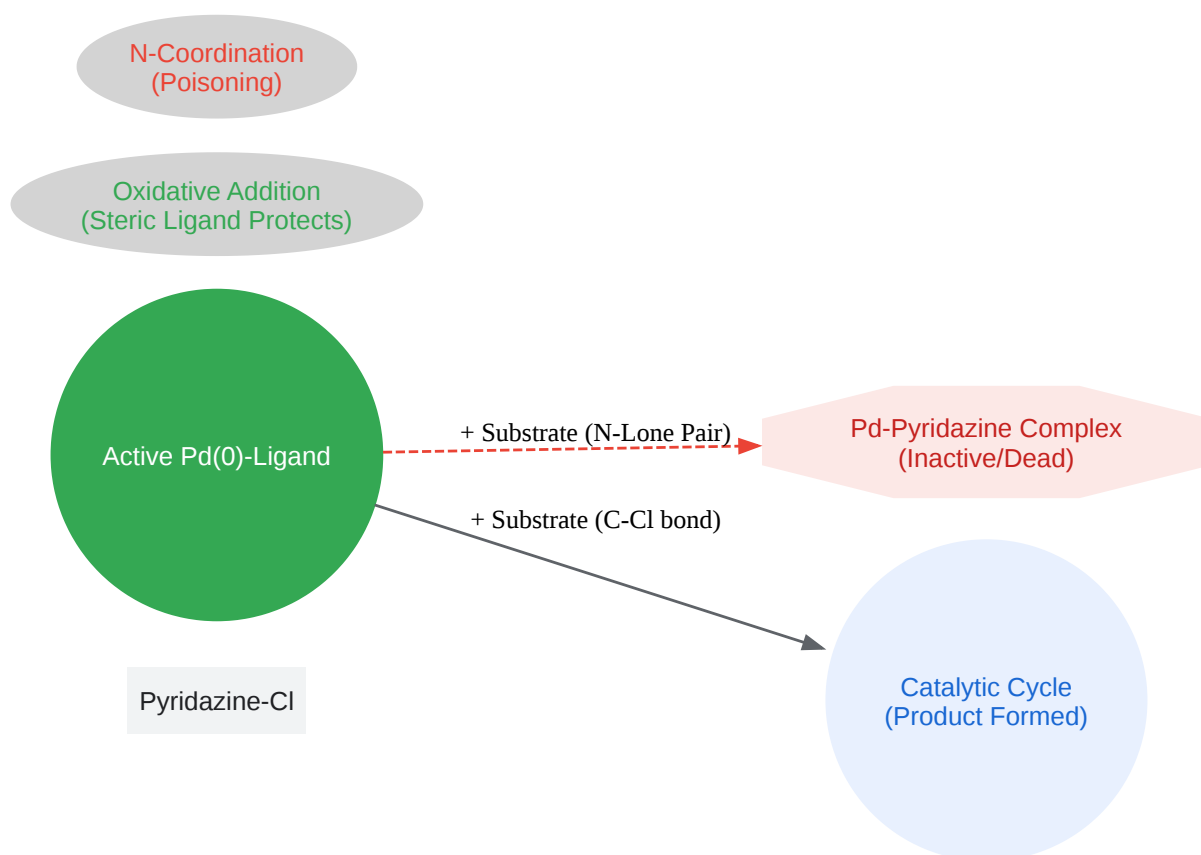 N-Coordination
(Poisoning)
Oxidative Addition
(Steric Ligand Protects)
Active Pd(0)-Ligand
+ Substrate (N-Lone Pair)
Pd-Pyridazine Complex
(Inactive/Dead)
+ Substrate (C-Cl bond)
Pyridazine-Cl
Catalytic Cycle
(Product Formed)